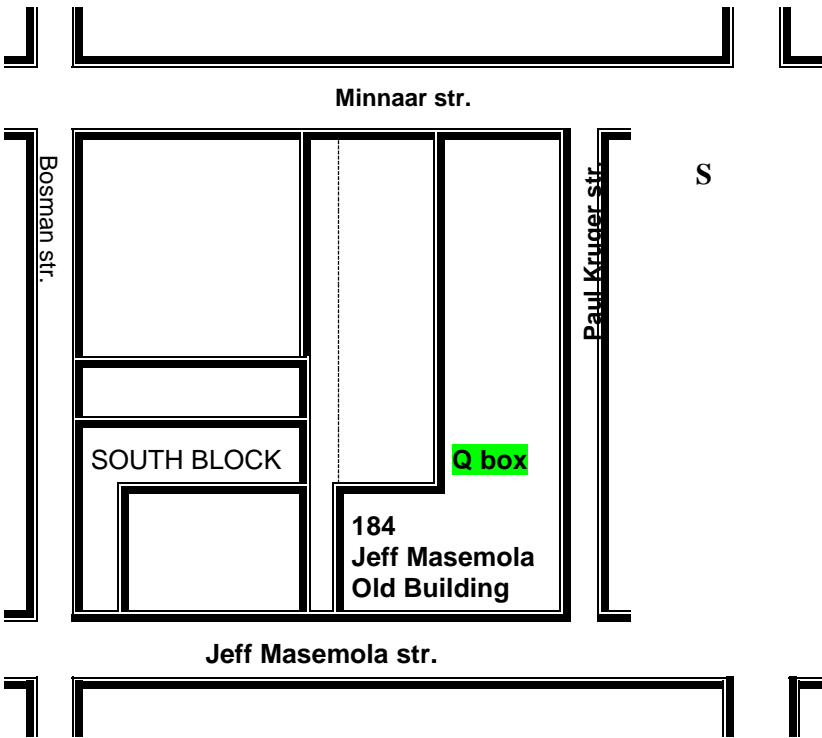 Minnaar str.
Bosman str.
Paul Kruger str.
S
SOUTH BLOCK
Q box
184
Jeff Masemola
Old Building
Jeff Masemola str.